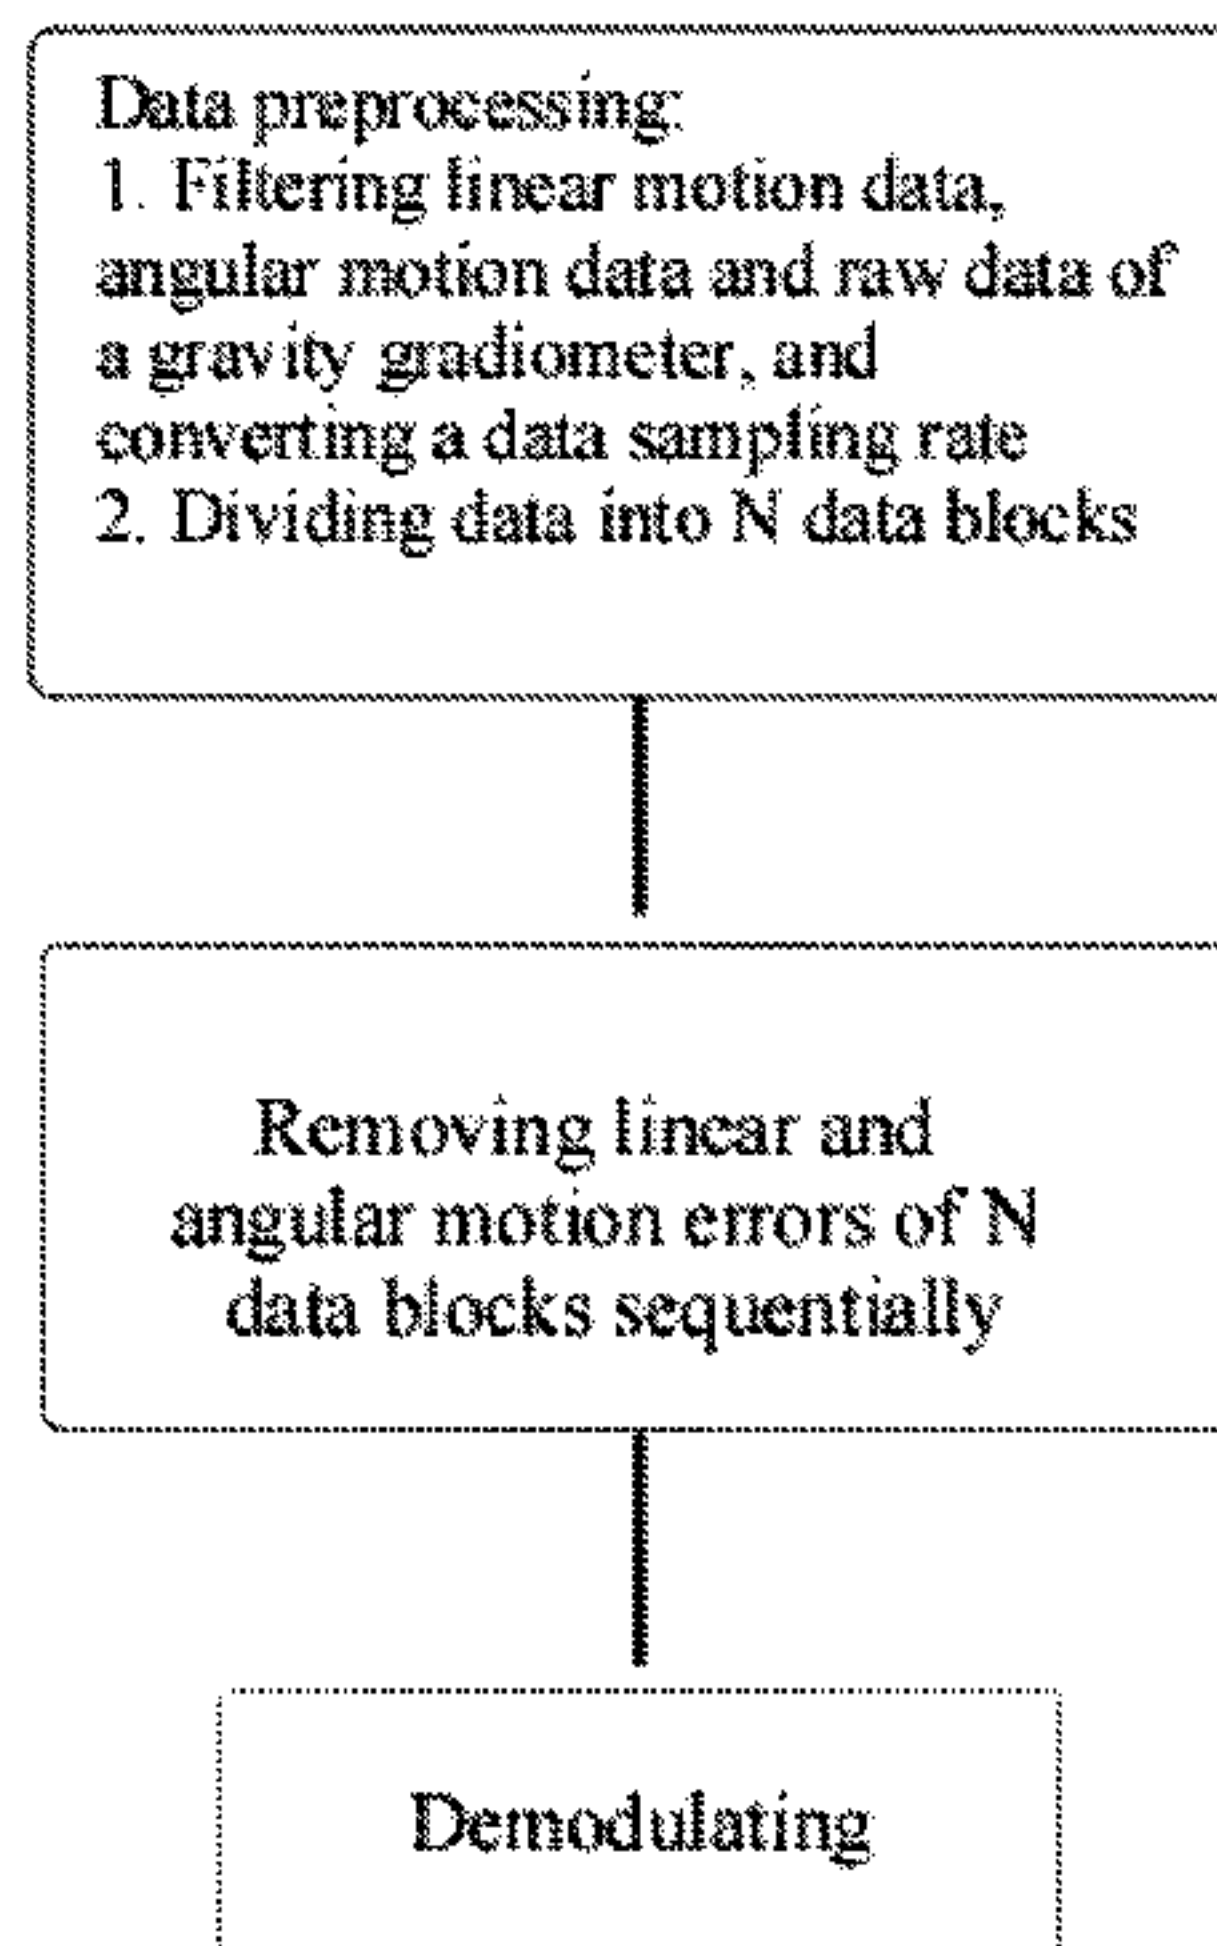 Data preprocessing:
1. Filtering linear motion data,
angular motion data and raw data of
a gravity gradiometer, and
converting a data sampling rate
2. Dividing data into N data blocks
Removing linear and
angular motion errors of N
data blocks sequentially
Demodulating